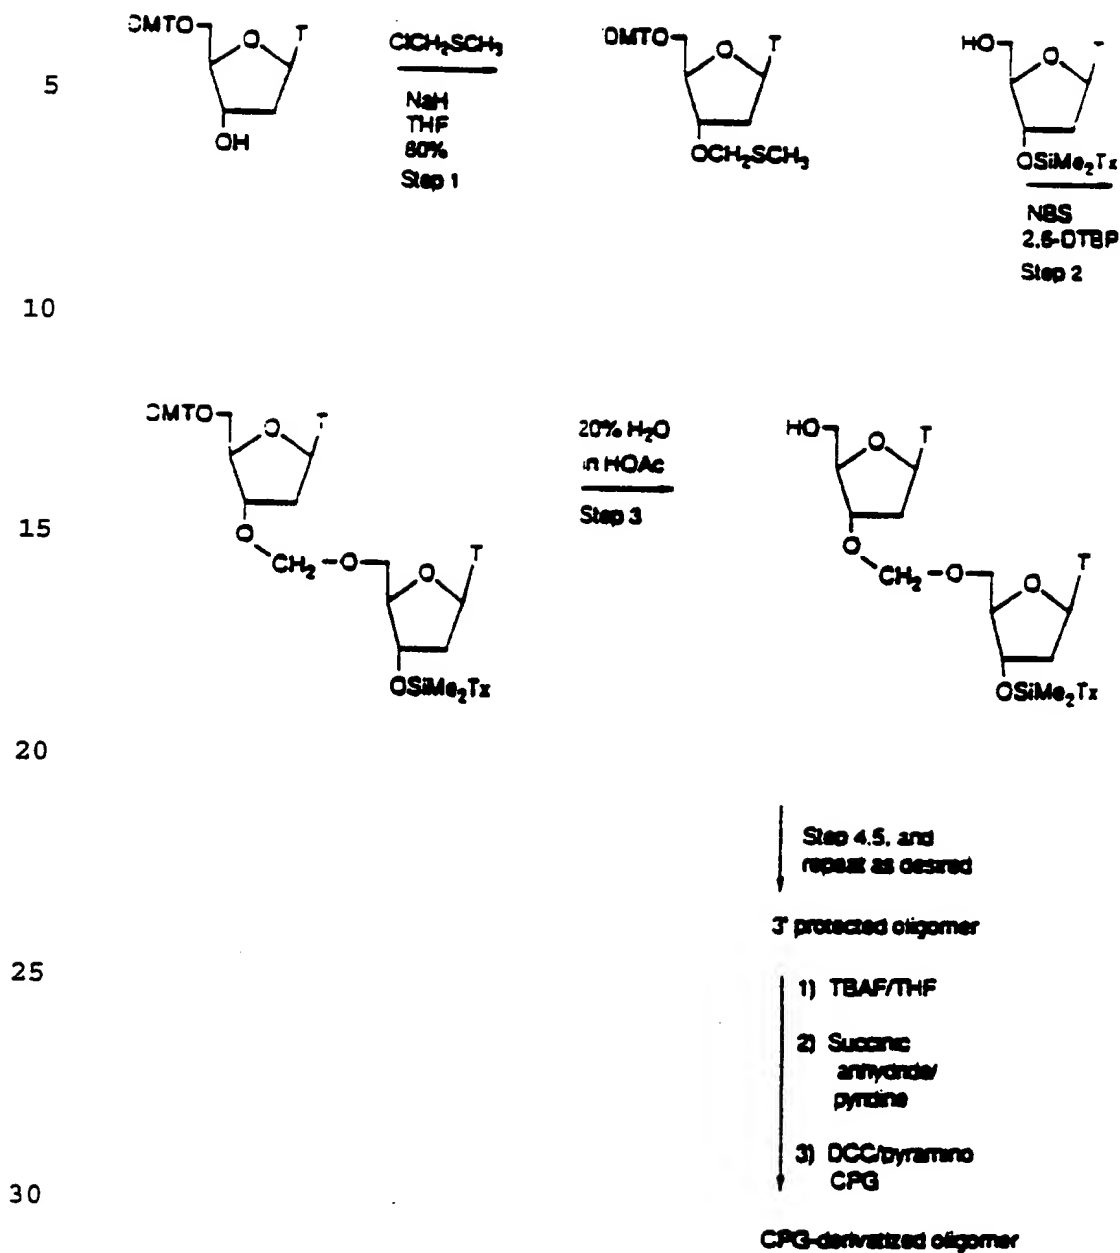 DMTO
O
T
OH
ClCH₂SCH₃
NaH
THF
80%
Step 1
DMTO
O
T
OCH₂SCH₃
HO
O
T
OSiMe₂Tx
NBS
2,6-DTBP
Step 2
5
10
DMTO
O
T
O
CH₂-O
O
T
OSiMe₂Tx
20% H₂O
in HOAc
Step 3
HO
O
T
O
CH₂-O
O
T
OSiMe₂Tx
15
20
Step 4,5, and
repeat as desired
3' protected oligomer
25
1) TBAF/THF
2) Succinic
anhydride/
pyridine
3) DCC/pyramino
CPG
30
CPG-derivatized oligomer